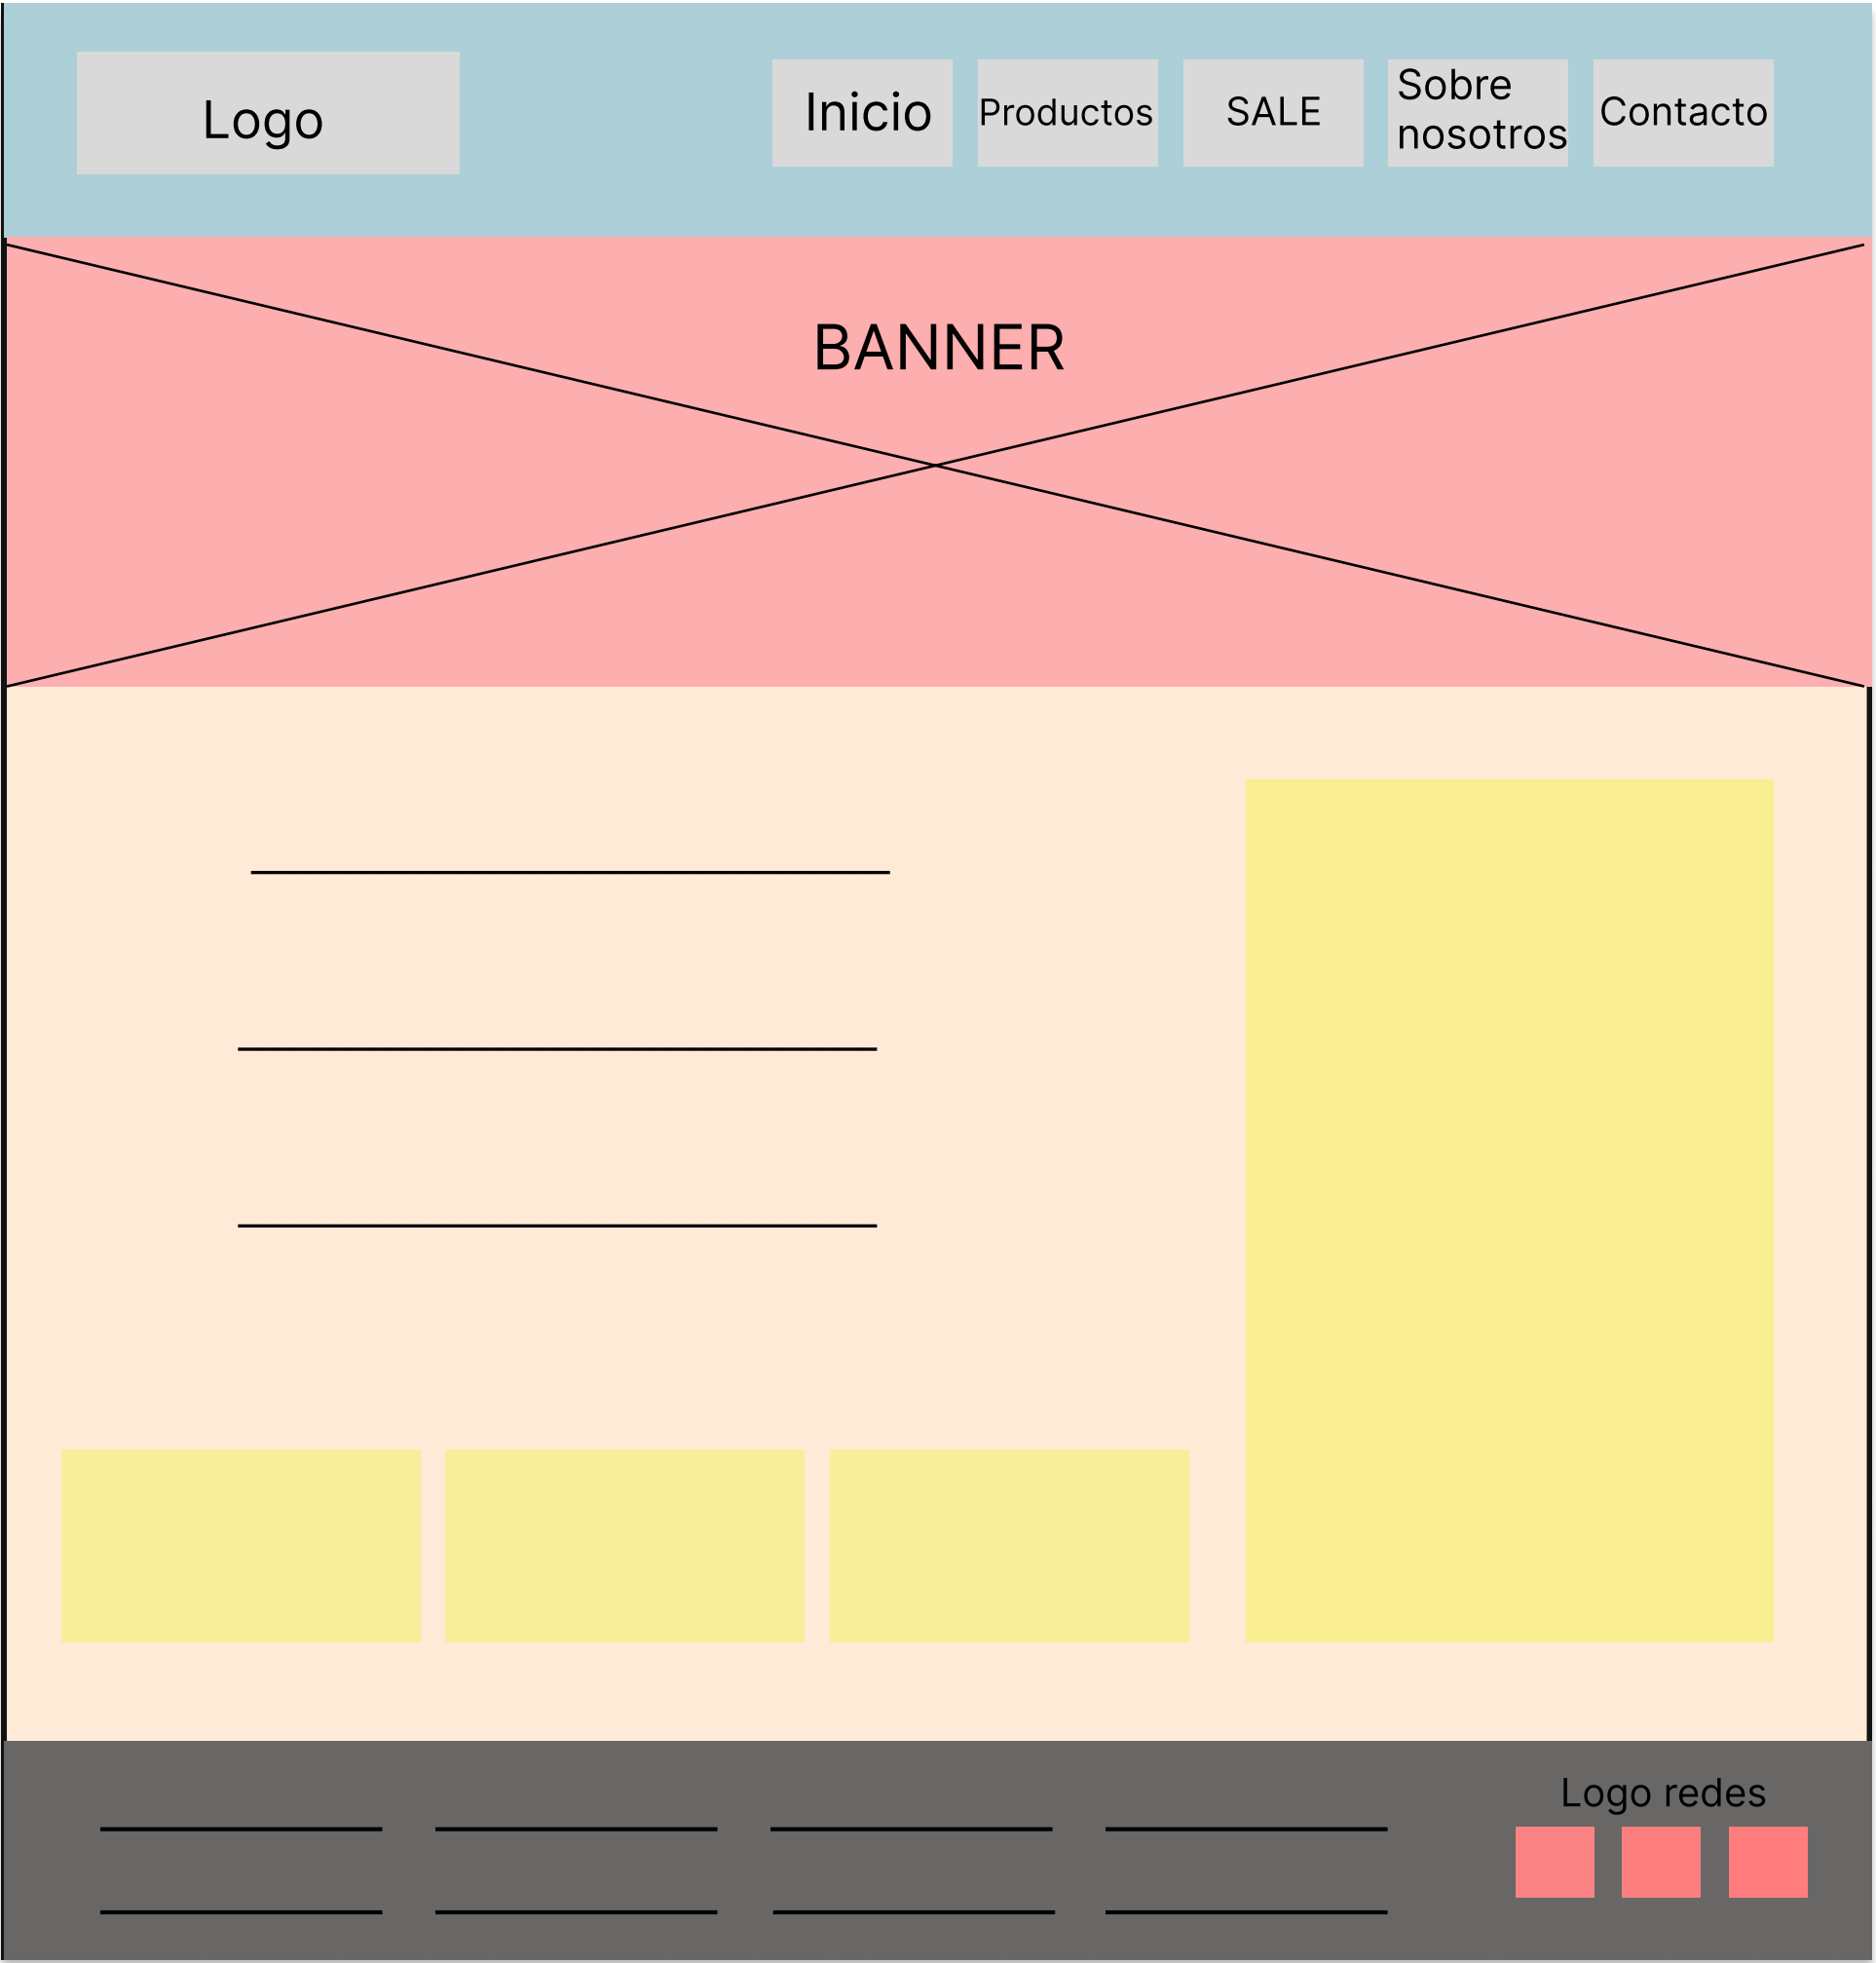 Logo
Inicio
Productos
SALE
Sobre
nosotros
Contacto
BANNER
Logo redes